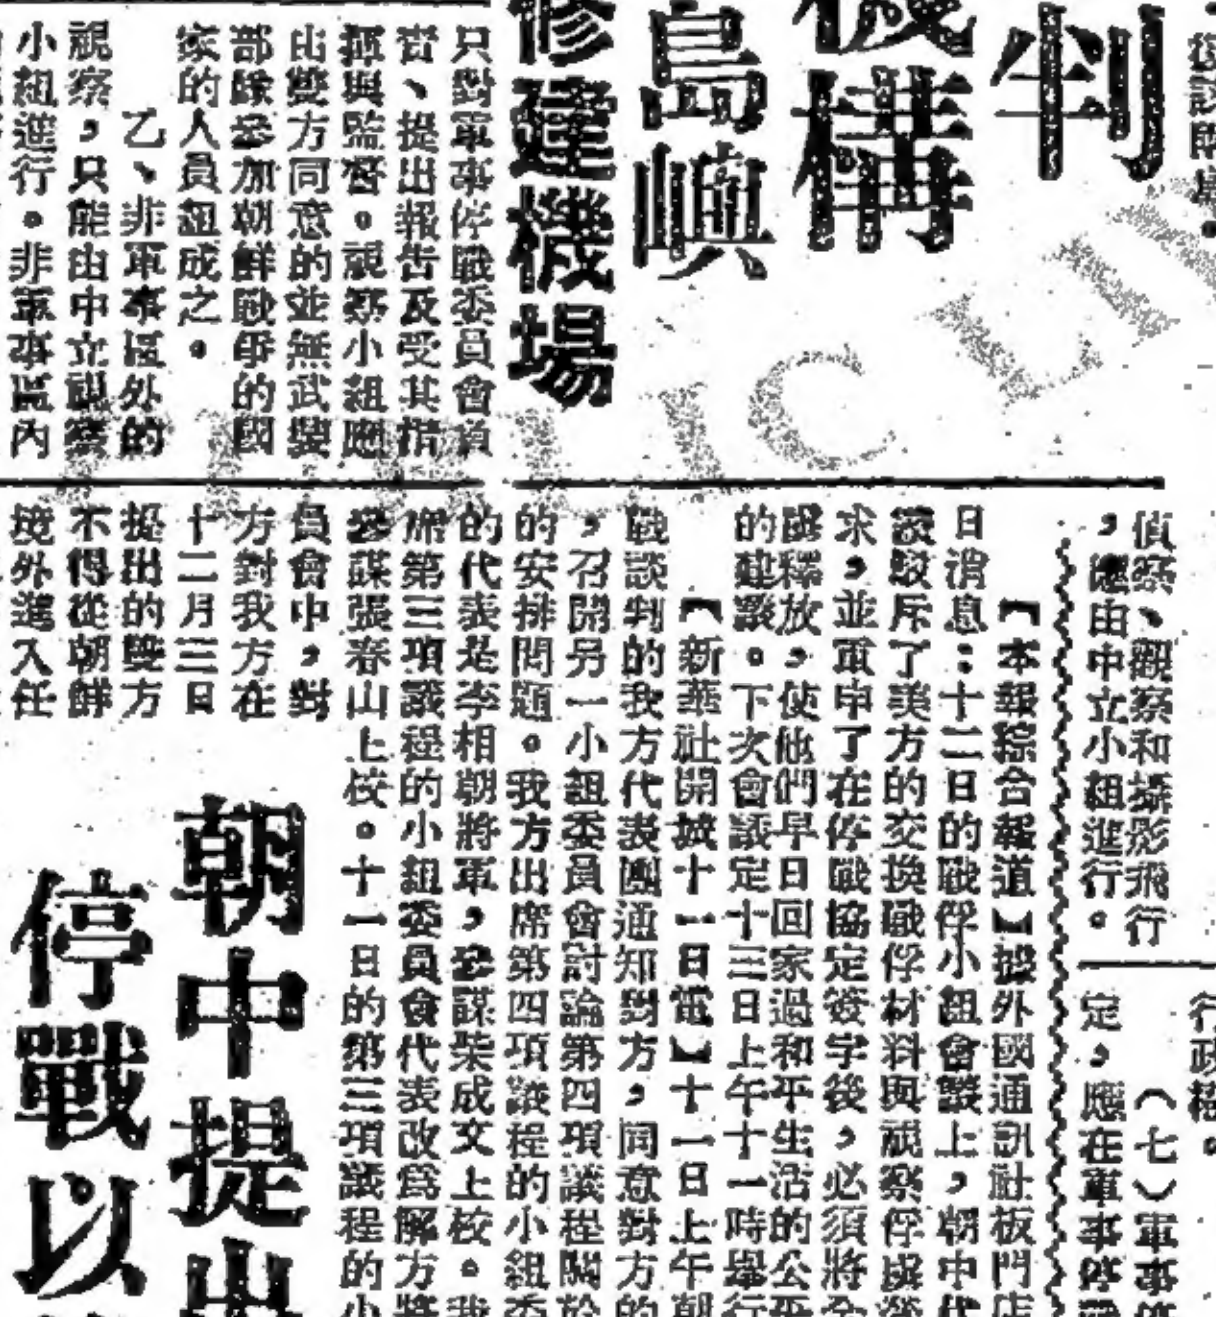 判
機構
島嶼
修建機場
只對軍事停戰委員會負
責、提出報告及受其指
揮與監督。視察小組應
由雙方同意的並無武裝
部隊參加朝鮮戰爭的國
家的人員組成之。
乙、非軍事區外的
視察,只能由中立視察
小組進行。非軍事區內
偵察、觀察和攝影飛行
,應由中立小組進行。
行政權。
(七)軍事停
定,應在軍事停戰
【本報綜合報道】據外國通訊社板門店
日消息:十二日的戰俘小組會議上,朝中代
議駁斥了美方的交換戰俘材料與視察俘虜營
求,並重申了在停戰協定簽字後,必須將全
釋放,使他們早日回家過和平生活的公平
的建議。下次會議定十三日上午十一時舉行
【新華社開城十一日電】十一日上午朝
戰談判的我方代表團通知對方,同意對方的
,召開另一小組委員會討論第四項議程關於
的安排問題。我方出席第四項議程的小組委
的代表是李相朝將軍,參謀柴成文上校。我
席第三項議程的小組委員會代表改為解方將
參謀張春山上校。十一日的第三項議程的小
員會中,對
方對我方在
十二月三日
提出的雙方
不得從朝鮮
境外進入任
朝中提出
停戰以